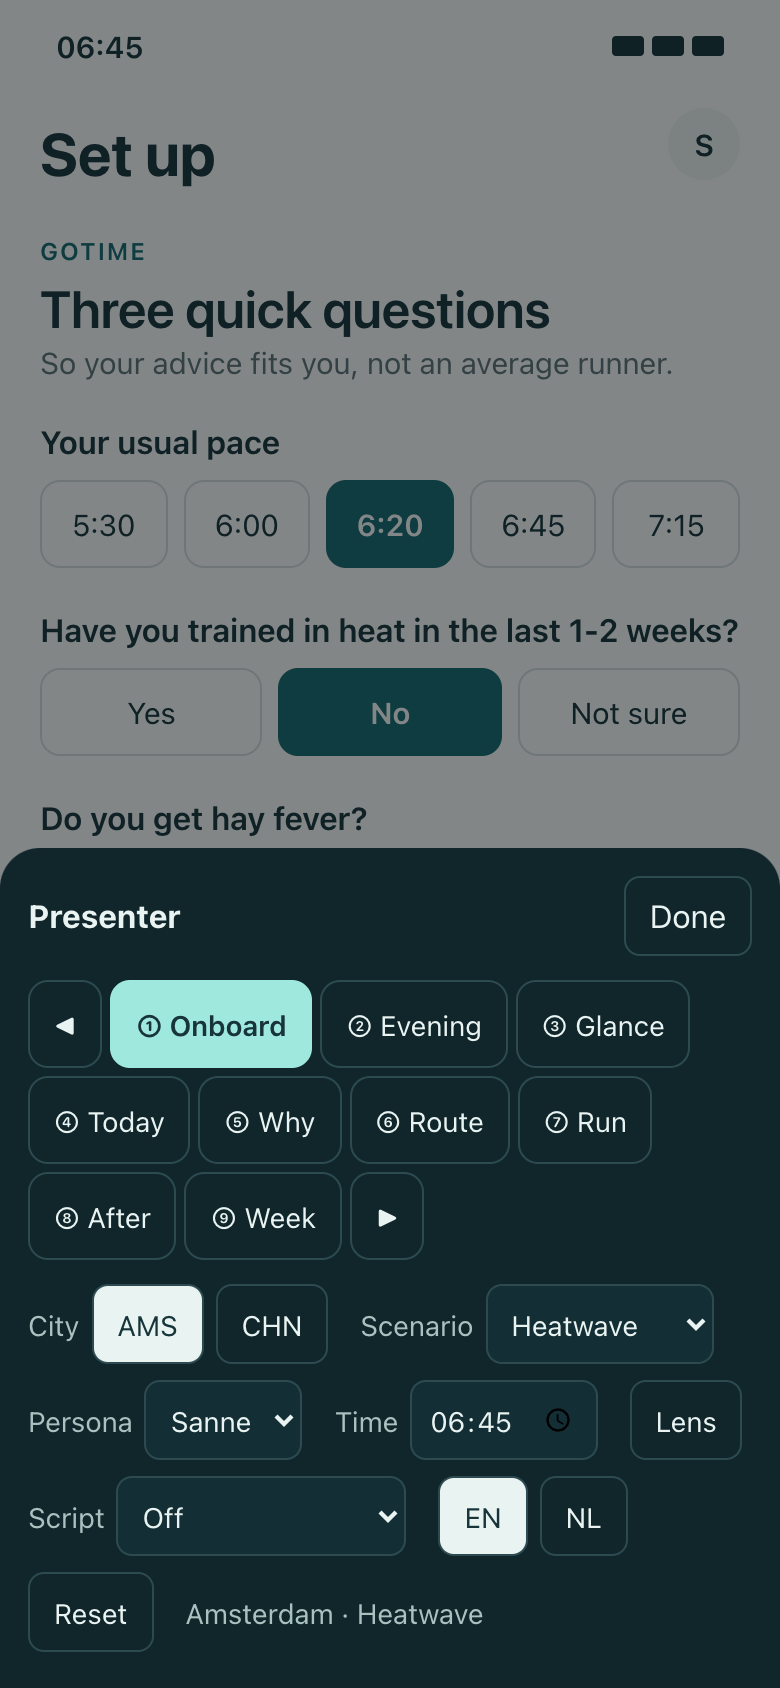 06:45
Set up
S
GOTIME
Three quick questions
So your advice fits you, not an average runner.
Your usual pace
5:30 6:00 6:20 6:45 7:15
Have you trained in heat in the last 1-2 weeks?
Yes No Not sure
Do you get hay fever?
Presenter Done
◀ ① Onboard ② Evening ③ Glance
④ Today ⑤ Why ⑥ Route ⑦ Run
⑧ After ⑨ Week ▶
City AMS CHN Scenario Heatwave
Persona Sanne Time 06:45 Lens
Script Off EN NL
Reset Amsterdam · Heatwave